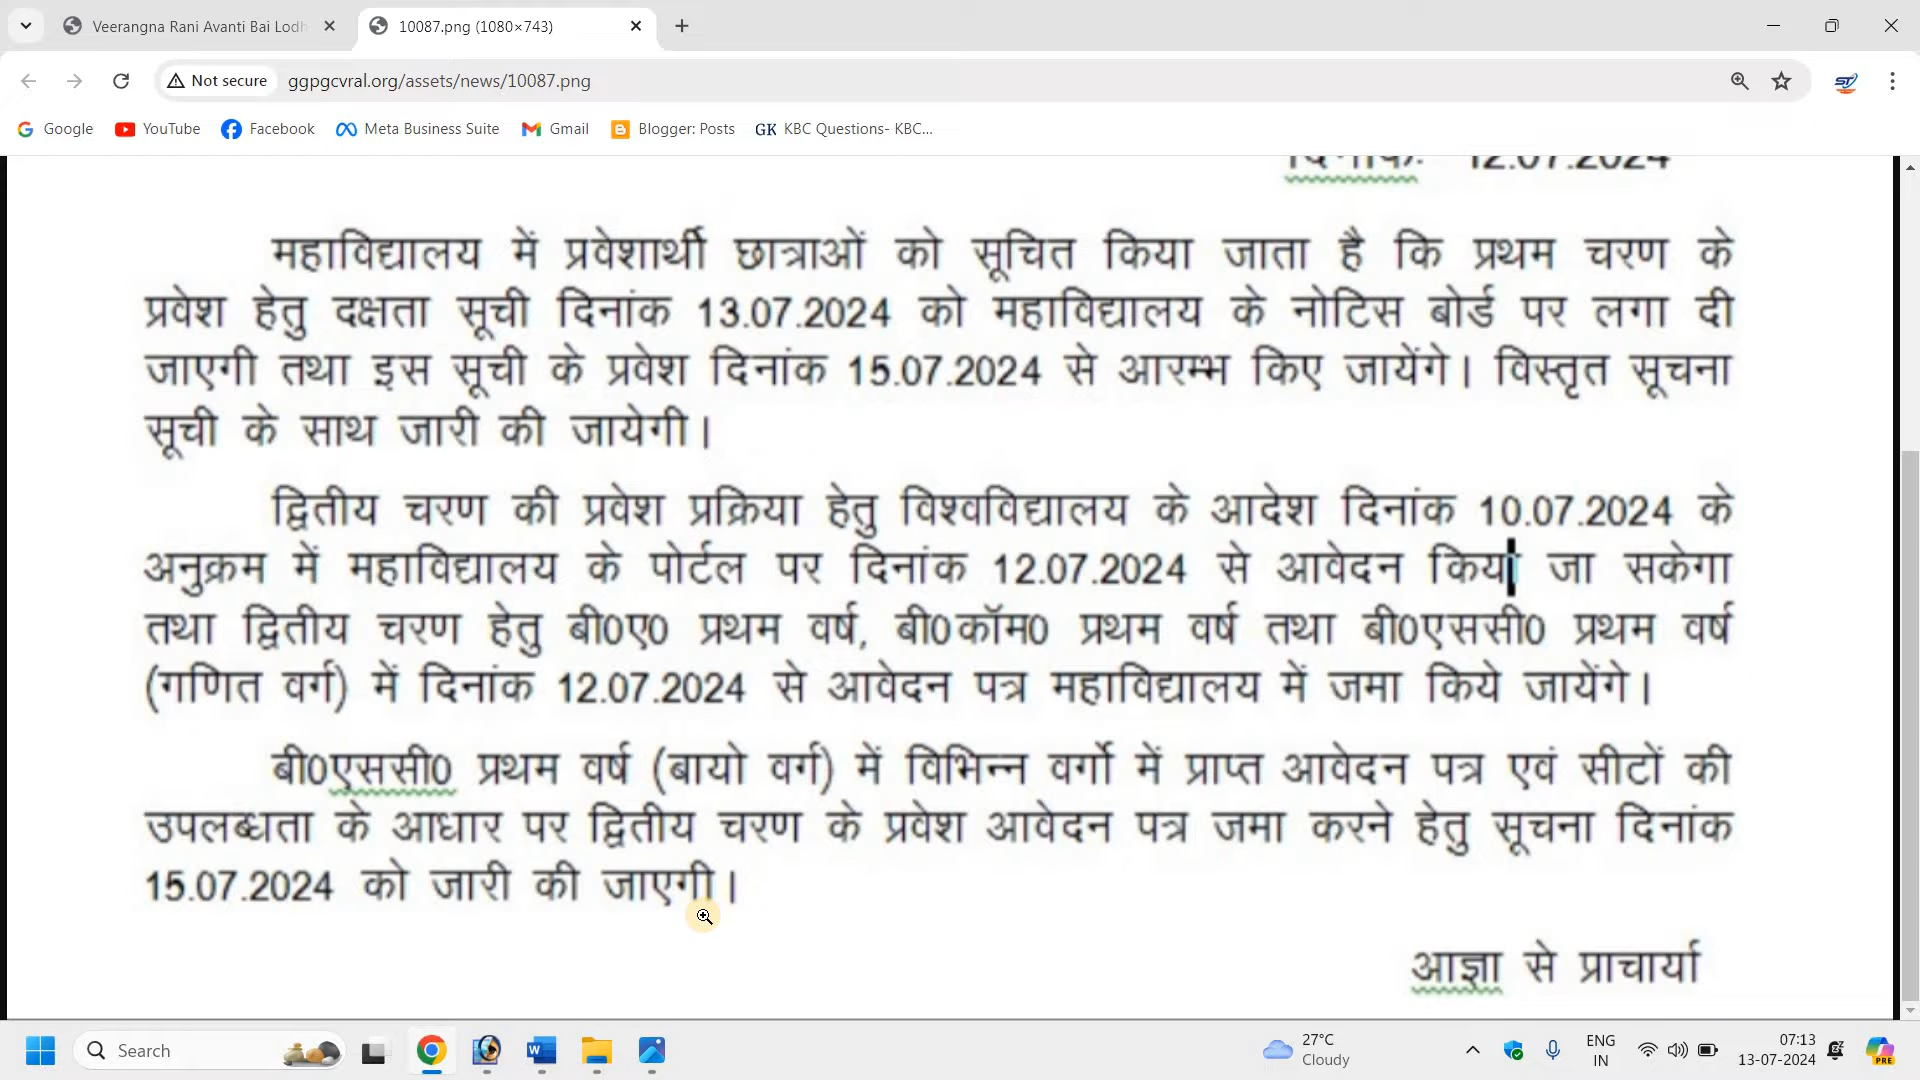 Veerangna Rani Avanti Bai Lodh
10087.png (1080×743)
Not secure
ggpgcvral.org/assets/news/10087.png
Google
YouTube
Facebook
Meta Business Suite
Gmail
Blogger: Posts
GK KBC Questions- KBC...
दिनांकः 12.07.2024
महाविद्यालय में प्रवेशार्थी छात्राओं को सूचित किया जाता है कि प्रथम चरण के
प्रवेश हेतु दक्षता सूची दिनांक 13.07.2024 को महाविद्यालय के नोटिस बोर्ड पर लगा दी
जाएगी तथा इस सूची के प्रवेश दिनांक 15.07.2024 से आरम्भ किए जायेंगे। विस्तृत सूचना
सूची के साथ जारी की जायेगी।
द्वितीय चरण की प्रवेश प्रक्रिया हेतु विश्वविद्यालय के आदेश दिनांक 10.07.2024 के
अनुक्रम में महाविद्यालय के पोर्टल पर दिनांक 12.07.2024 से आवेदन किया जा सकेगा
तथा द्वितीय चरण हेतु बी0ए0 प्रथम वर्ष, बी0कॉम0 प्रथम वर्ष तथा बी0एससी0 प्रथम वर्ष
(गणित वर्ग) में दिनांक 12.07.2024 से आवेदन पत्र महाविद्यालय में जमा किये जायेंगे।
बी0एससी0 प्रथम वर्ष (बायो वर्ग) में विभिन्न वर्गो में प्राप्त आवेदन पत्र एवं सीटों की
उपलब्धता के आधार पर द्वितीय चरण के प्रवेश आवेदन पत्र जमा करने हेतु सूचना दिनांक
15.07.2024 को जारी की जाएगी।
आज्ञा से प्राचार्या
Search
27°C
Cloudy
ENG
IN
07:13
13-07-2024
PRE